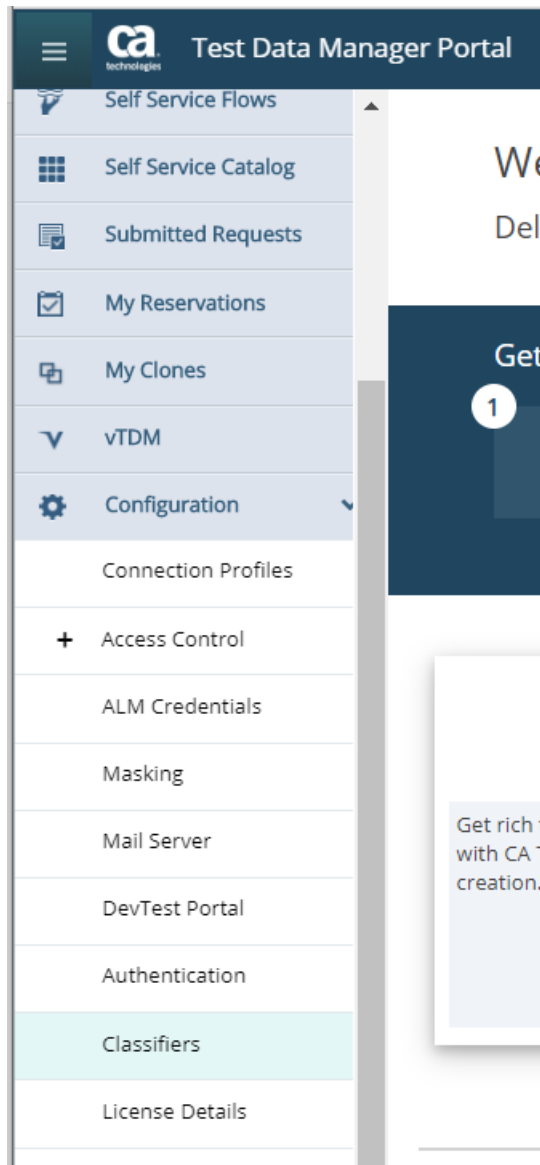 ca
technologies
Test Data Manager Portal
Self Service Flows
Self Service Catalog
Submitted Requests
My Reservations
My Clones
vTDM
Configuration
Connection Profiles
+ Access Control
ALM Credentials
Masking
Mail Server
DevTest Portal
Authentication
Classifiers
License Details
We
Del
Get
1
Get rich
with CA T
creation.